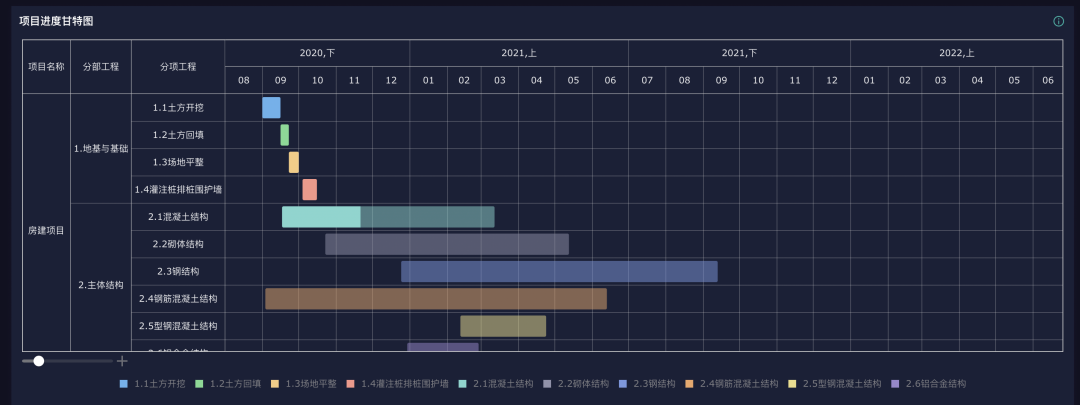 项目进度甘特图
项目名称 分部工程 分项工程 2020,下 2021,上 2021,下 2022,上
08 09 10 11 12 01 02 03 04 05 06 07 08 09 10 11 12 01 02 03 04 05 06
房建项目
1.地基与基础
1.1土方开挖
1.2土方回填
1.3场地平整
1.4灌注桩排桩围护墙
2.主体结构
2.1混凝土结构
2.2砌体结构
2.3钢结构
2.4钢筋混凝土结构
2.5型钢混凝土结构
2.6铝合金结构
1.1土方开挖 1.2土方回填 1.3场地平整 1.4灌注桩排桩围护墙 2.1混凝土结构 2.2砌体结构 2.3钢结构 2.4钢筋混凝土结构 2.5型钢混凝土结构 2.6铝合金结构